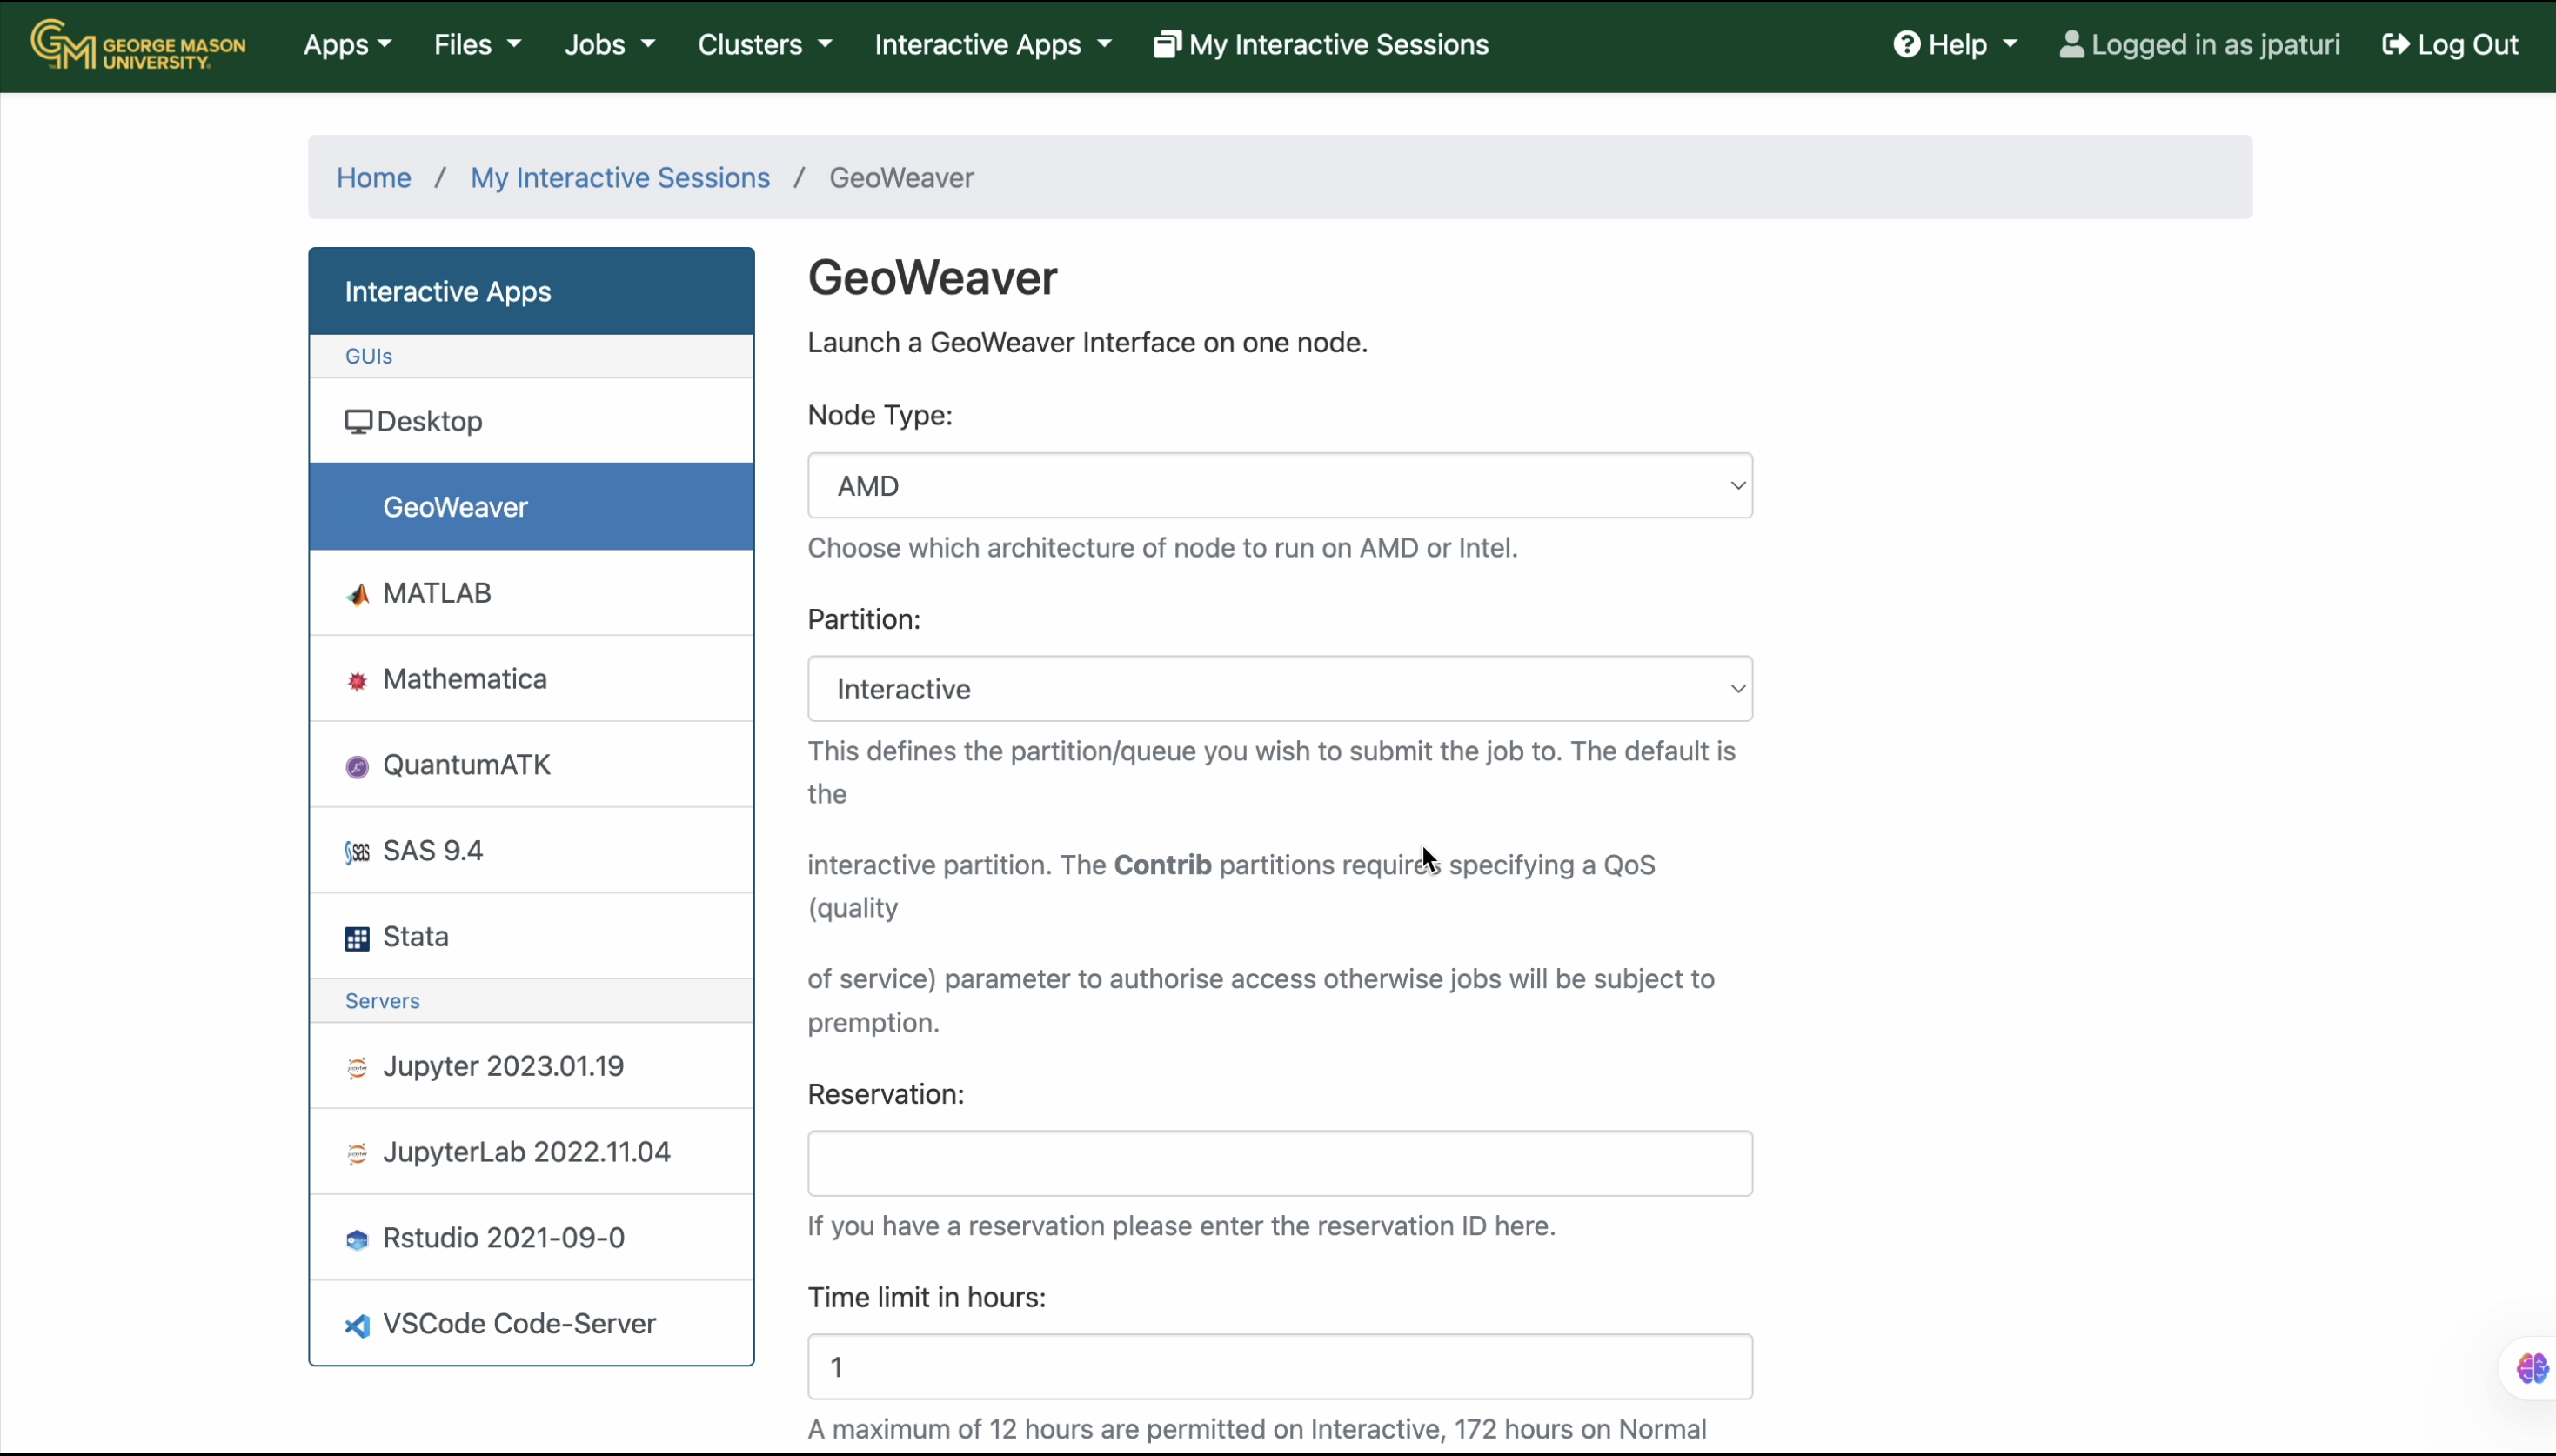 GEORGE MASON
UNIVERSITY
Apps
Files
Jobs
Clusters
Interactive Apps
My Interactive Sessions
Help
Logged in as jpaturi
Log Out
Home / My Interactive Sessions / GeoWeaver
Interactive Apps
GUIs
Desktop
GeoWeaver
MATLAB
Mathematica
QuantumATK
SAS 9.4
Stata
Servers
Jupyter 2023.01.19
JupyterLab 2022.11.04
Rstudio 2021-09-0
VSCode Code-Server
GeoWeaver
Launch a GeoWeaver Interface on one node.
Node Type:
AMD
Choose which architecture of node to run on AMD or Intel.
Partition:
Interactive
This defines the partition/queue you wish to submit the job to. The default is
the
interactive partition. The Contrib partitions requires specifying a QoS
(quality
of service) parameter to authorise access otherwise jobs will be subject to
premption.
Reservation:
If you have a reservation please enter the reservation ID here.
Time limit in hours:
1
A maximum of 12 hours are permitted on Interactive, 172 hours on Normal